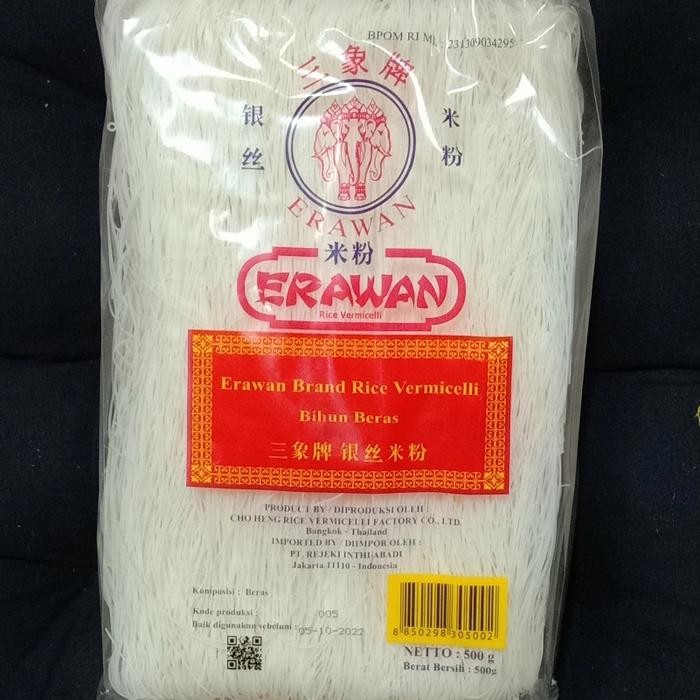 BPOM RI ML : 231309034295
三象牌
银丝 米粉
ERAWAN
米粉
ERAWAN
Rice Vermicelli
Erawan Brand Rice Vermicelli
Bihun Beras
三象牌 银丝米粉
PRODUCT BY / DIPRODUKSI OLEH :
CHO HENG RICE VERMICELLI FACTORY CO., LTD.
Bangkok - Thailand
IMPORTED BY / DIIMPOR OLEH :
PT. REJEKI INTHI ABADI
Jakarta 11110 - Indonesia
Komposisi : Beras
Kode produksi : 005
Baik digunakan sebelum : 05-10-2022
8 850298 305002
NETTO : 500 g
Berat Bersih : 500g